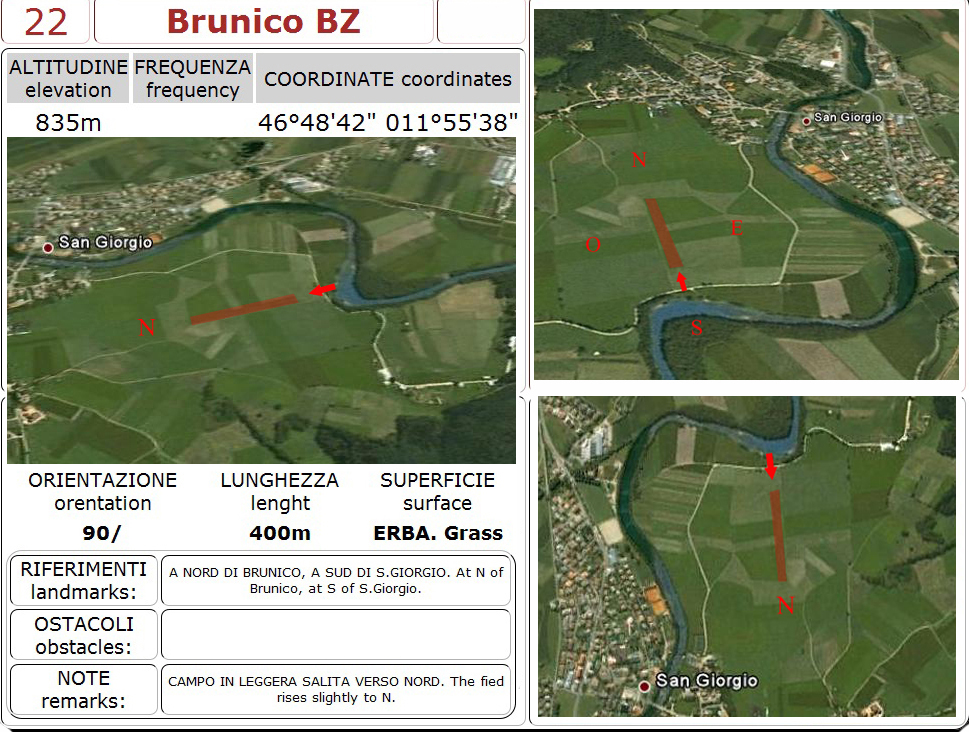 22
Brunico BZ
ALTITUDINE
elevation
FREQUENZA
frequency
COORDINATE coordinates
835m
46°48'42" 011°55'38"
San Giorgio
N
ORIENTAZIONE
orentation
LUNGHEZZA
lenght
SUPERFICIE
surface
90/
400m
ERBA. Grass
RIFERIMENTI
landmarks:
A NORD DI BRUNICO, A SUD DI S.GIORGIO. At N of
Brunico, at S of S.Giorgio.
OSTACOLI
obstacles:
NOTE
remarks:
CAMPO IN LEGGERA SALITA VERSO NORD. The fied
rises slightly to N.
San Giorgio
N
E
O
S
N
San Giorgio